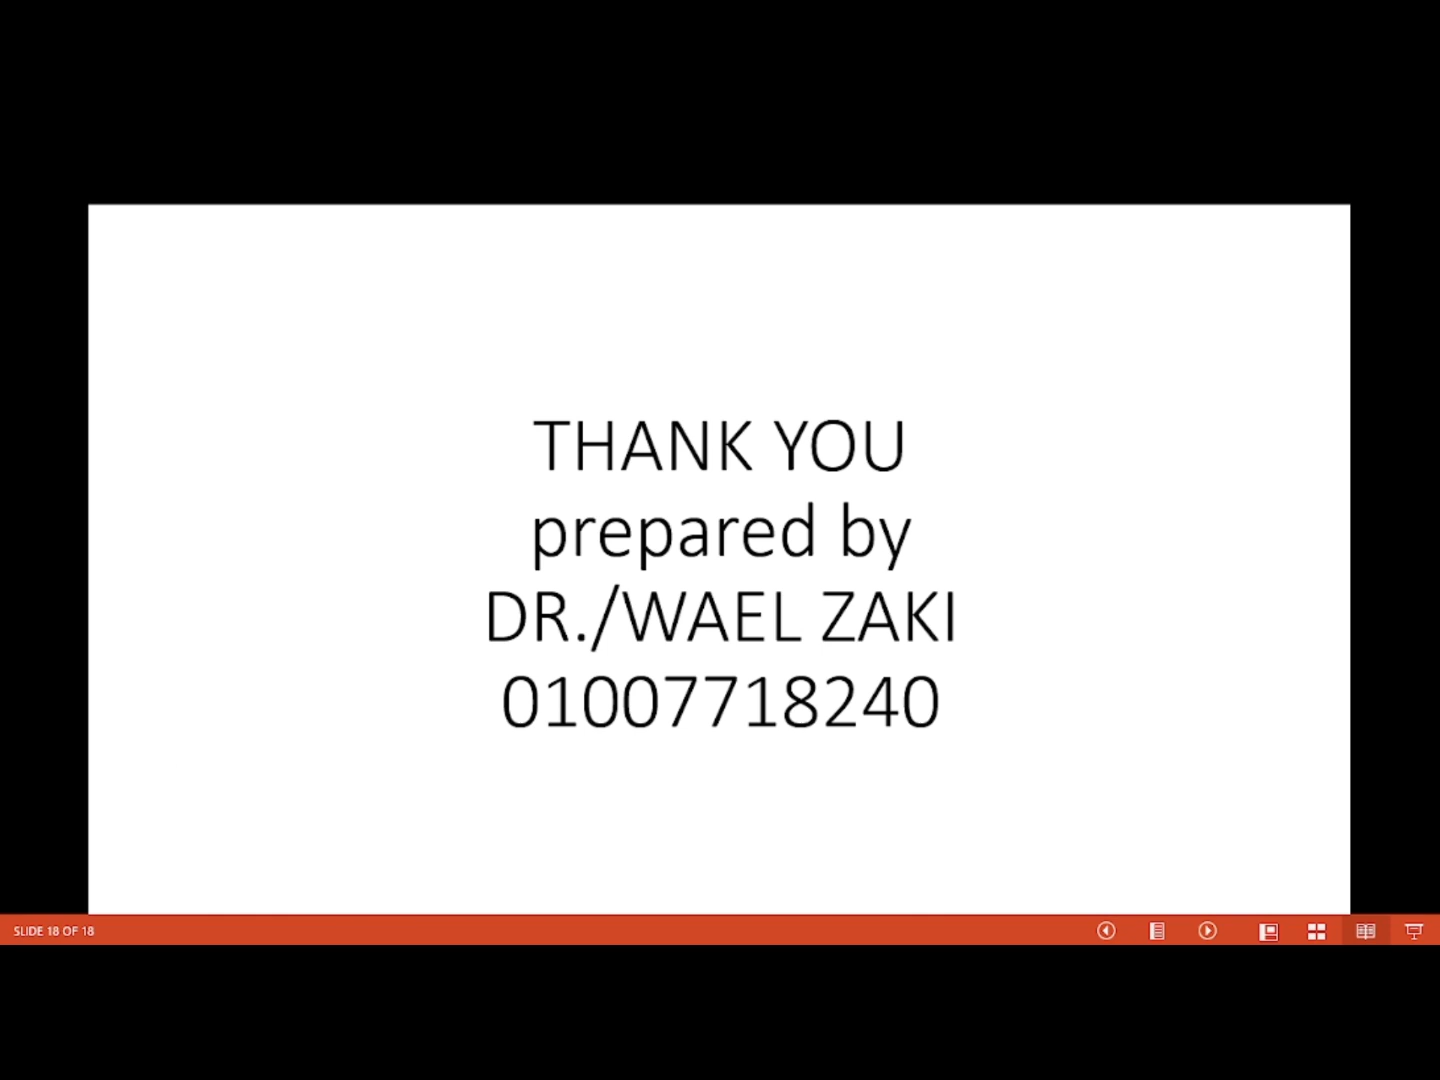 THANK YOU
prepared by
DR./WAEL ZAKI
01007718240
SLIDE 18 OF 18